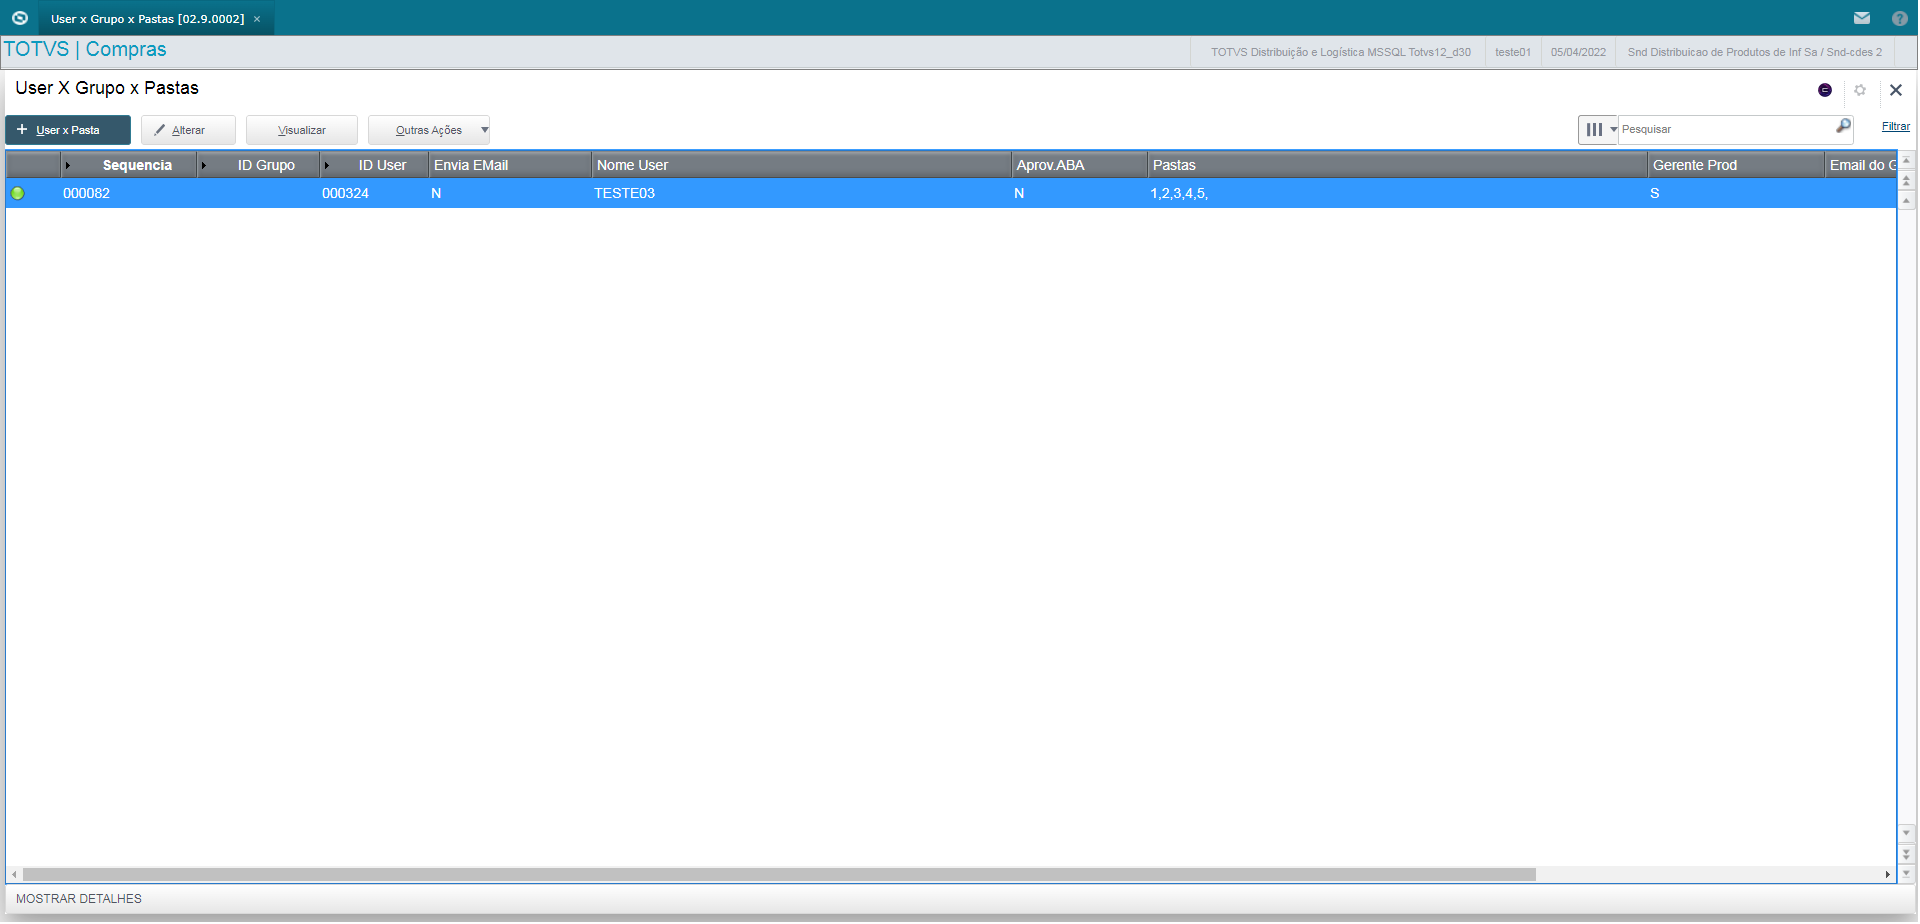 User x Grupo x Pastas [02.9.0002] ×
TOTVS | Compras
TOTVS Distribuição e Logística MSSQL Totvs12_d30
teste01
05/04/2022
Snd Distribuicao de Produtos de Inf Sa / Snd-cdes 2
User X Grupo x Pastas
+ User x Pasta
Alterar
Visualizar
Outras Ações
Pesquisar
Filtrar
Sequencia ID Grupo ID User Envia EMail Nome User Aprov.ABA Pastas Gerente Prod Email do G
000082 000324 N TESTE03 N 1,2,3,4,5, S
MOSTRAR DETALHES